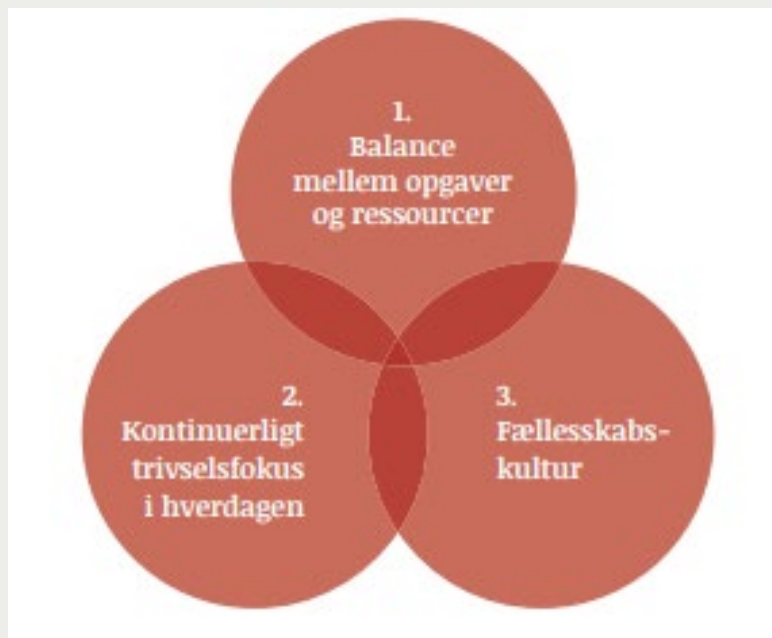 1.
Balance
mellem opgaver
og ressourcer
2.
Kontinuerligt
trivselsfokus
i hverdagen
3.
Fællesskabs-
kultur